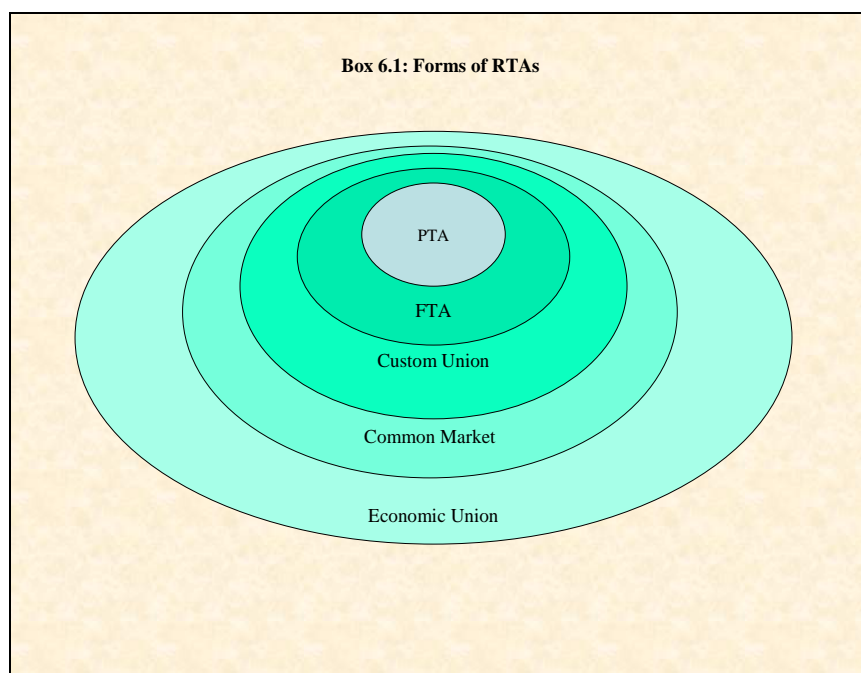 Box 6.1: Forms of RTAs
PTA
FTA
Custom Union
Common Market
Economic Union